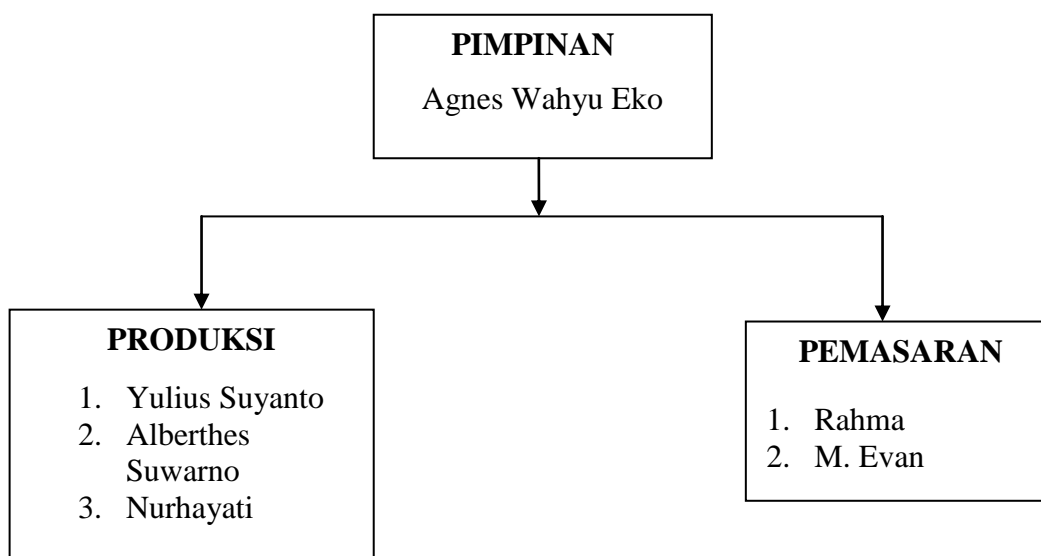 PIMPINAN
Agnes Wahyu Eko
PRODUKSI
1. Yulius Suyanto
2. Alberthes
Suwarno
3. Nurhayati
PEMASARAN
1. Rahma
2. M. Evan